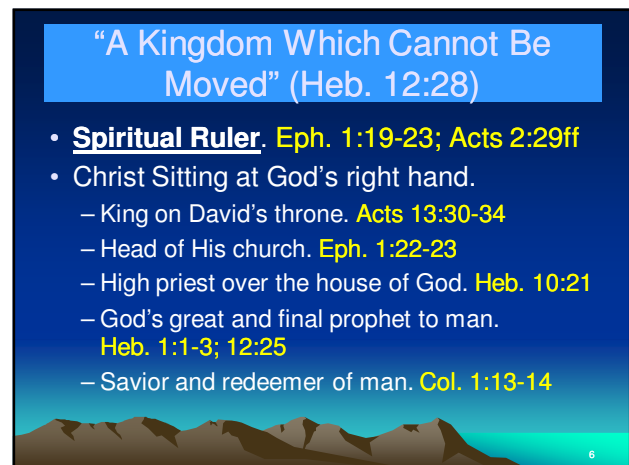 “A Kingdom Which Cannot Be
Moved” (Heb. 12:28)
• Spiritual Ruler. Eph. 1:19-23; Acts 2:29ff
• Christ Sitting at God’s right hand.
– King on David’s throne. Acts 13:30-34
– Head of His church. Eph. 1:22-23
– High priest over the house of God. Heb. 10:21
– God’s great and final prophet to man.
Heb. 1:1-3; 12:25
– Savior and redeemer of man. Col. 1:13-14
6